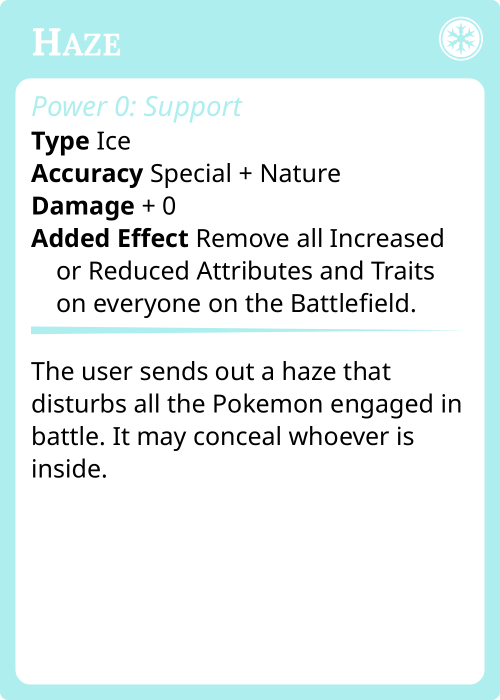 Haze
Power 0: Support
Type Ice
Accuracy Special + Nature
Damage + 0
Added Effect Remove all Increased
or Reduced Attributes and Traits
on everyone on the Battlefield.
The user sends out a haze that
disturbs all the Pokemon engaged in
battle. It may conceal whoever is
inside.